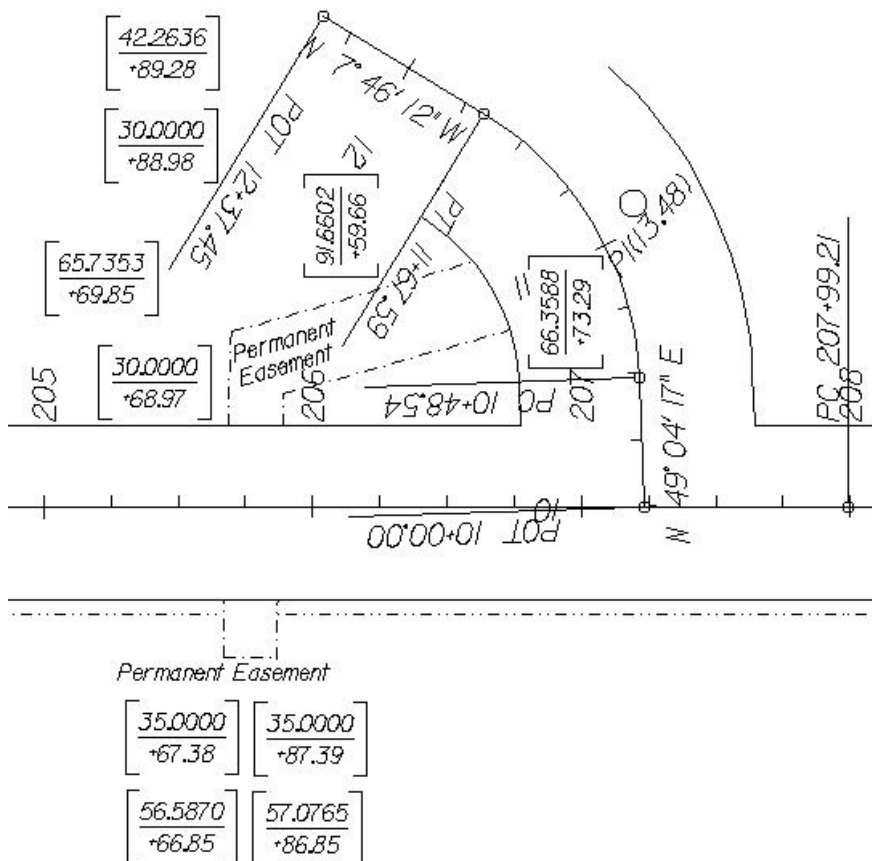 42.2636
+89.28
30.0000
+88.98
65.7353
+69.85
30.0000
+68.97
N 7° 46' 12" W
POT 12+37.45
12
91.6602
+59.66
PT 11+67.59
11
66.3588
+73.29
PI(13.48)
PC 207+99.21
Permanent
Easement
205
206
207
208
PC 10+48.54
N 49° 04' 17" E
10
POT 10+00.00
Permanent Easement
35.0000
+67.38
35.0000
+87.39
56.5870
+66.85
57.0765
+86.85